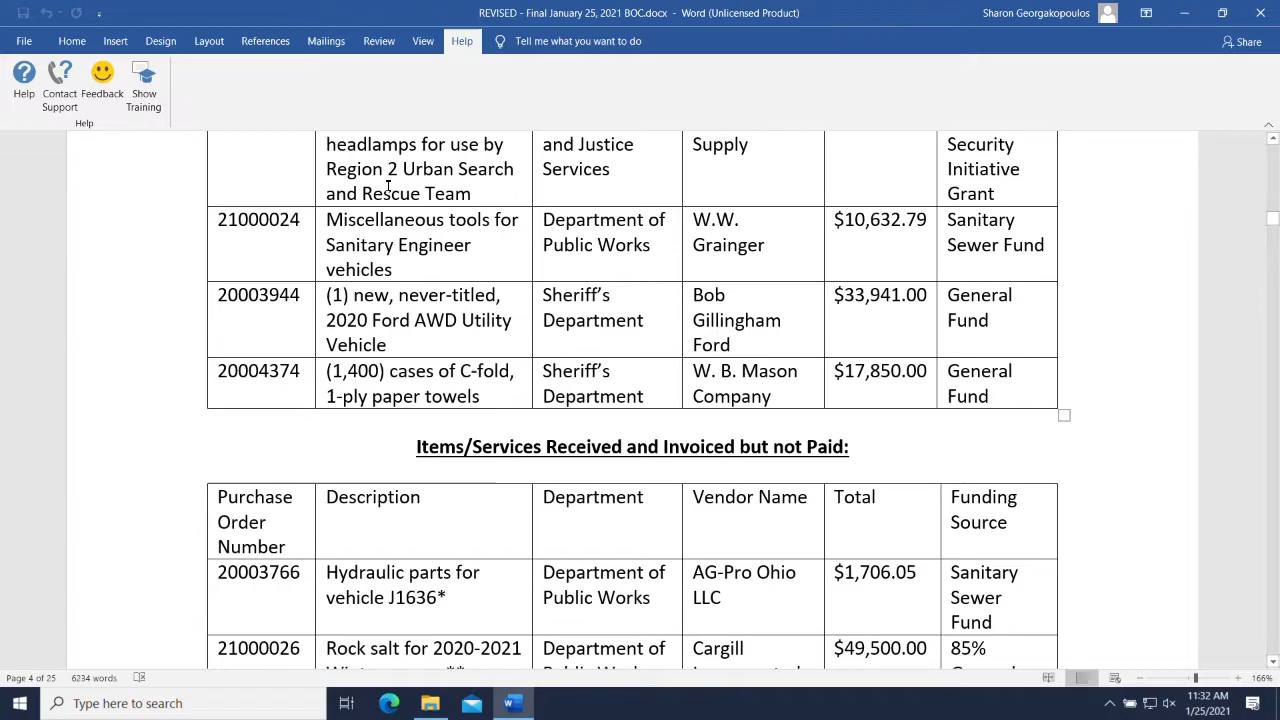 REVISED - Final January 25, 2021 BOC.docx - Word (Unlicensed Product)
Sharon Georgakopoulos
File Home Insert Design Layout References Mailings Review View Help Tell me what you want to do Share
Help Contact Support Feedback Show Training
Help
headlamps for use by Region 2 Urban Search and Rescue Team
and Justice Services
Supply
Security Initiative Grant
21000024
Miscellaneous tools for Sanitary Engineer vehicles
Department of Public Works
W.W. Grainger
$10,632.79
Sanitary Sewer Fund
20003944
(1) new, never-titled, 2020 Ford AWD Utility Vehicle
Sheriff's Department
Bob Gillingham Ford
$33,941.00
General Fund
20004374
(1,400) cases of C-fold, 1-ply paper towels
Sheriff's Department
W. B. Mason Company
$17,850.00
General Fund
Items/Services Received and Invoiced but not Paid:
Purchase Order Number
Description
Department
Vendor Name
Total
Funding Source
20003766
Hydraulic parts for vehicle J1636*
Department of Public Works
AG-Pro Ohio LLC
$1,706.05
Sanitary Sewer Fund
21000026
Rock salt for 2020-2021
Department of
Cargill
$49,500.00
85%
Page 4 of 25 6234 words 166%
Type here to search
11:32 AM
1/25/2021